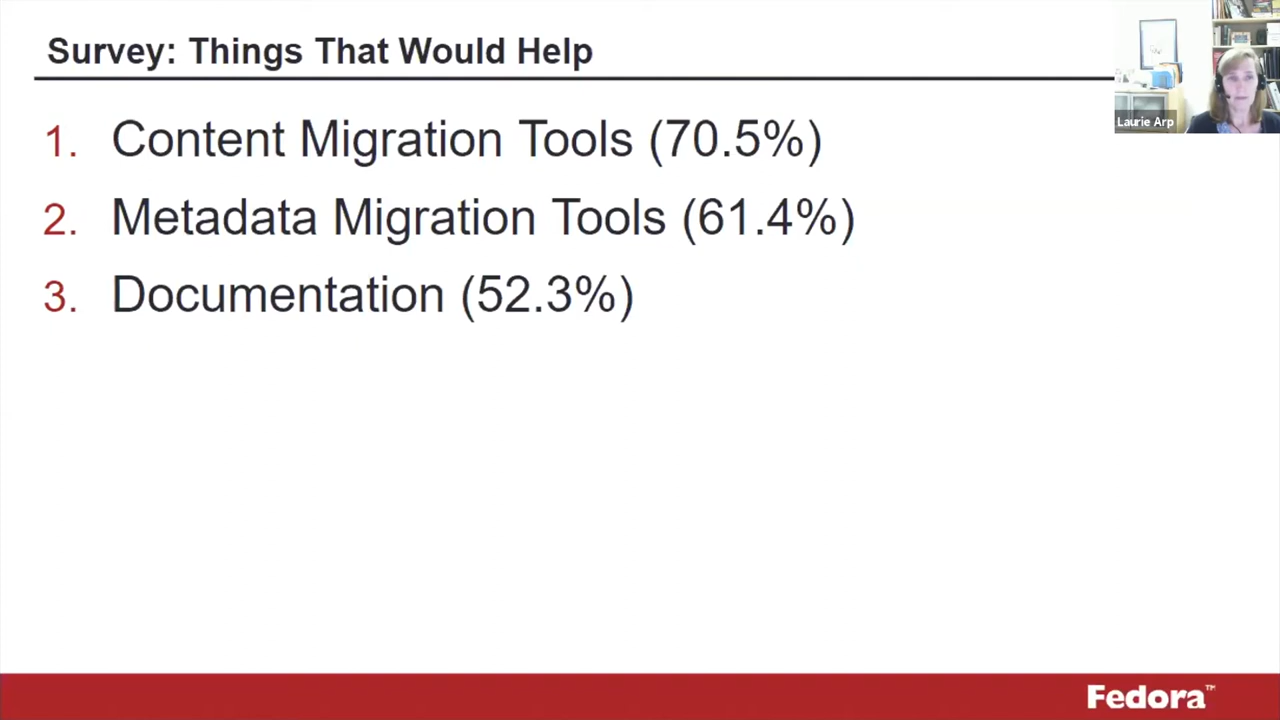 Survey: Things That Would Help
Laurie Arp
1. Content Migration Tools (70.5%)
2. Metadata Migration Tools (61.4%)
3. Documentation (52.3%)
Fedora™